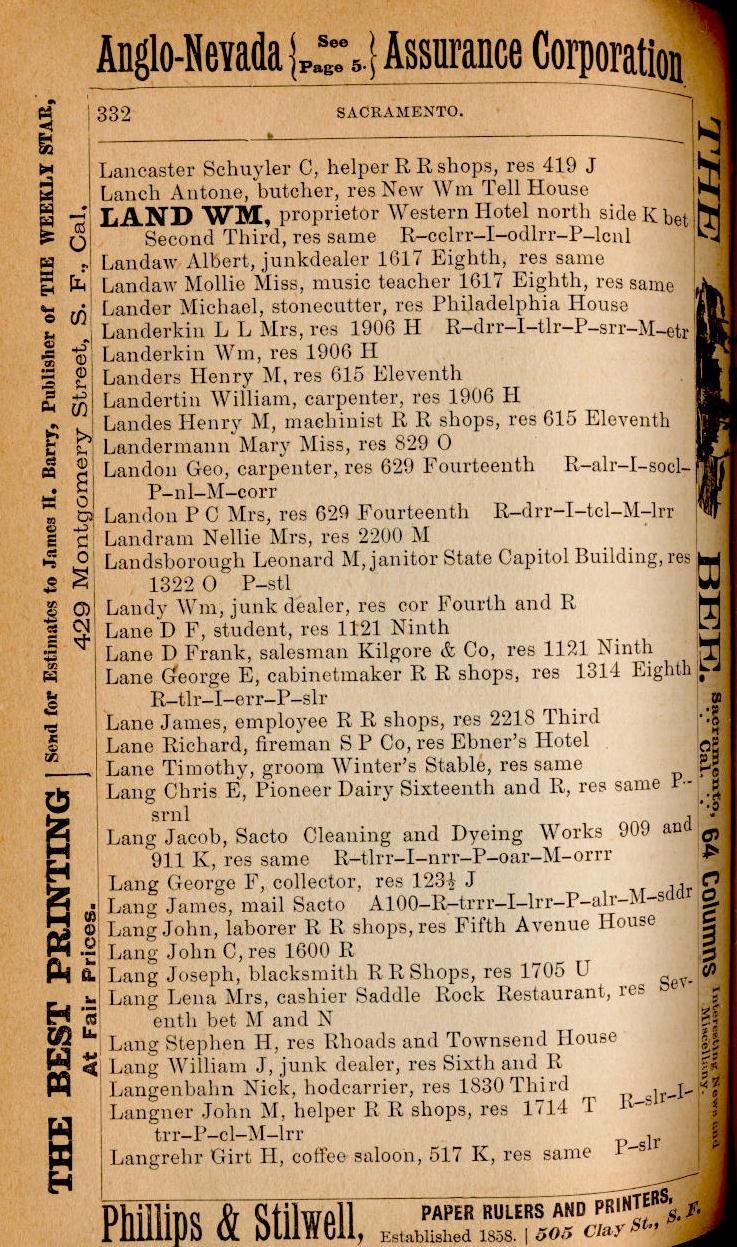 Anglo-Nevada { See Page 5. } Assurance Corporation
332 SACRAMENTO.
Lancaster Schuyler C, helper R R shops, res 419 J
Lanch Antone, butcher, res New Wm Tell House
LAND WM, proprietor Western Hotel north side K bet
Second Third, res same R-cclrr-I-odlrr-P-lcnl
Landaw Albert, junkdealer 1617 Eighth, res same
Landaw Mollie Miss, music teacher 1617 Eighth, res same
Lander Michael, stonecutter, res Philadelphia House
Landerkin L L Mrs, res 1906 H R-drr-I-tlr-P-srr-M-etr
Landerkin Wm, res 1906 H
Landers Henry M, res 615 Eleventh
Landertin William, carpenter, res 1906 H
Landes Henry M, machinist R R shops, res 615 Eleventh
Landermann Mary Miss, res 829 O
Landon Geo, carpenter, res 629 Fourteenth R-alr-I-socl-
P-nl-M-corr
Landon P C Mrs, res 629 Fourteenth R-drr-I-tcl-M-lrr
Landram Nellie Mrs, res 2200 M
Landsborough Leonard M, janitor State Capitol Building, res
1322 O P-stl
Landy Wm, junk dealer, res cor Fourth and R
Lane D F, student, res 1121 Ninth
Lane D Frank, salesman Kilgore & Co, res 1121 Ninth
Lane George E, cabinetmaker R R shops, res 1314 Eighth
R-tlr-I-err-P-slr
Lane James, employee R R shops, res 2218 Third
Lane Richard, fireman S P Co, res Ebner's Hotel
Lane Timothy, groom Winter's Stable, res same
Lang Chris E, Pioneer Dairy Sixteenth and R, res same P-
srnl
Lang Jacob, Sacto Cleaning and Dyeing Works 909 and
911 K, res same R-tlrr-I-nrr-P-oar-M-orrr
Lang George F, collector, res 123½ J
Lang James, mail Sacto A100-R-trrr-I-lrr-P-alr-M-sddr
Lang John, laborer R R shops, res Fifth Avenue House
Lang John C, res 1600 R
Lang Joseph, blacksmith R R Shops, res 1705 U
Lang Lena Mrs, cashier Saddle Rock Restaurant, res Sev-
enth bet M and N
Lang Stephen H, res Rhoads and Townsend House
Lang William J, junk dealer, res Sixth and R
Langenbahn Nick, hodcarrier, res 1830 Third
Langner John M, helper R R shops, res 1714 T R-slr-I-
trr-P-cl-M-lrr
Langrehr Girt H, coffee saloon, 517 K, res same P-slr
THE BEST PRINTING
At Fair Prices.
Send for Estimates to James H. Barry, Publisher of THE WEEKLY STAR,
429 Montgomery Street, S. F., Cal,
THE BEE.
Sacramento,
Cal.
64 Columns
Interesting News and
Miscellany.
Phillips & Stilwell,
PAPER RULERS AND PRINTERS,
Established 1858. | 505 Clay St., S. F.